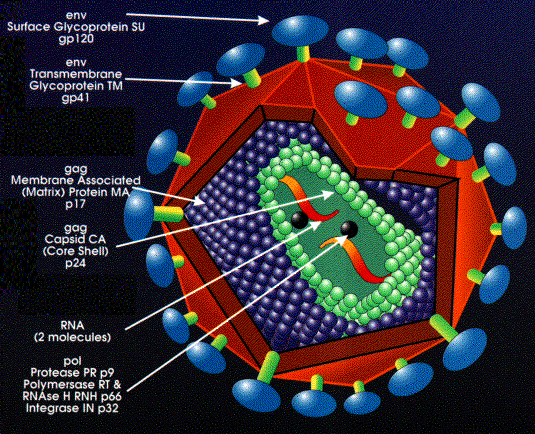 env
Surface Glycoprotein SU
gp120
env
Transmembrane
Glycoprotein TM
gp41
gag
Membrane Associated
(Matrix) Protein MA
p17
gag
Capsid CA
(Core Shell)
p24
RNA
(2 molecules)
pol
Protease PR p9
Polymersase RT &
RNAse H RNH p66
Integrase IN p32